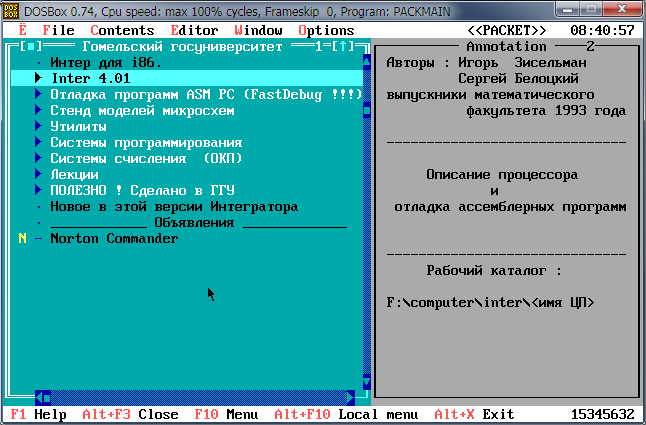 DOSBox 0.74, Cpu speed: max 100% cycles, Frameskip 0, Program: PACKMAIN
Ë File Contents Editor Window Options <<PACKET>> 08:40:57
[■] Гомельский госуниверситет 1=[↑]
· Интер для i86.
Inter 4.01
Отладка программ ASM PC (FastDebug !!!)
Стенд моделей микросхем
Утилиты
Системы программирования
Системы счисления (ОКП)
Лекции
ПОЛЕЗНО ! Сделано в ГГУ
· Новое в этой версии Интегратора
· ____________ Объявления _____________
N - Norton Commander
Annotation 2
Авторы : Игорь Зисельман
Сергей Белоцкий
выпускники математического
факультета 1993 года
Описание процессора
и
отладка ассемблерных программ
Рабочий каталог :
F:\computer\inter\<имя ЦП>
F1 Help Alt+F3 Close F10 Menu Alt+F10 Local menu Alt+X Exit 15345632